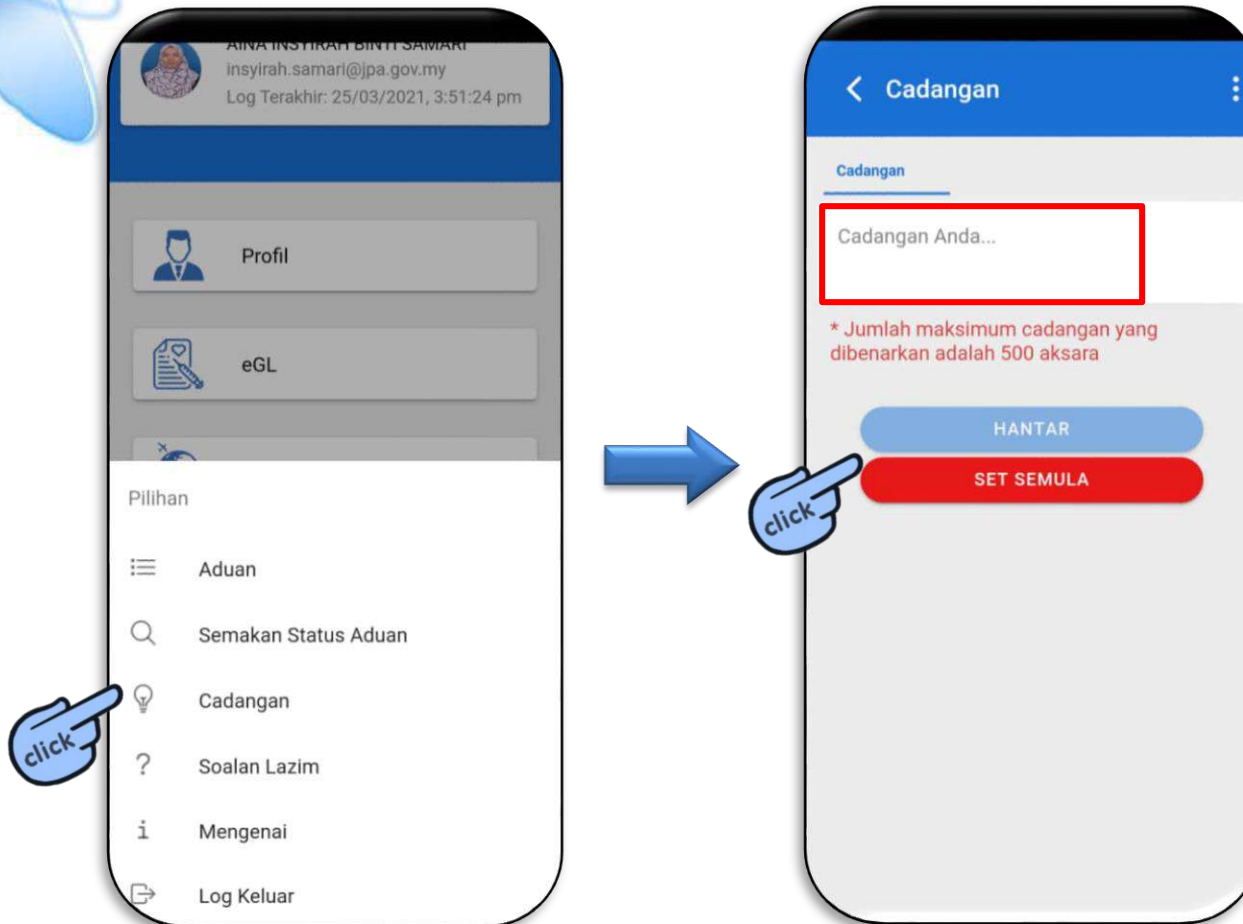 AINA INSYIRAH BINTI SAMARI
insyirah.samari@jpa.gov.my
Log Terakhir: 25/03/2021, 3:51:24 pm
Profil
eGL
Pilihan
Aduan
Semakan Status Aduan
Cadangan
Soalan Lazim
Mengenai
Log Keluar
click
Cadangan
Cadangan
Cadangan Anda...
* Jumlah maksimum cadangan yang
dibenarkan adalah 500 aksara
HANTAR
SET SEMULA
click